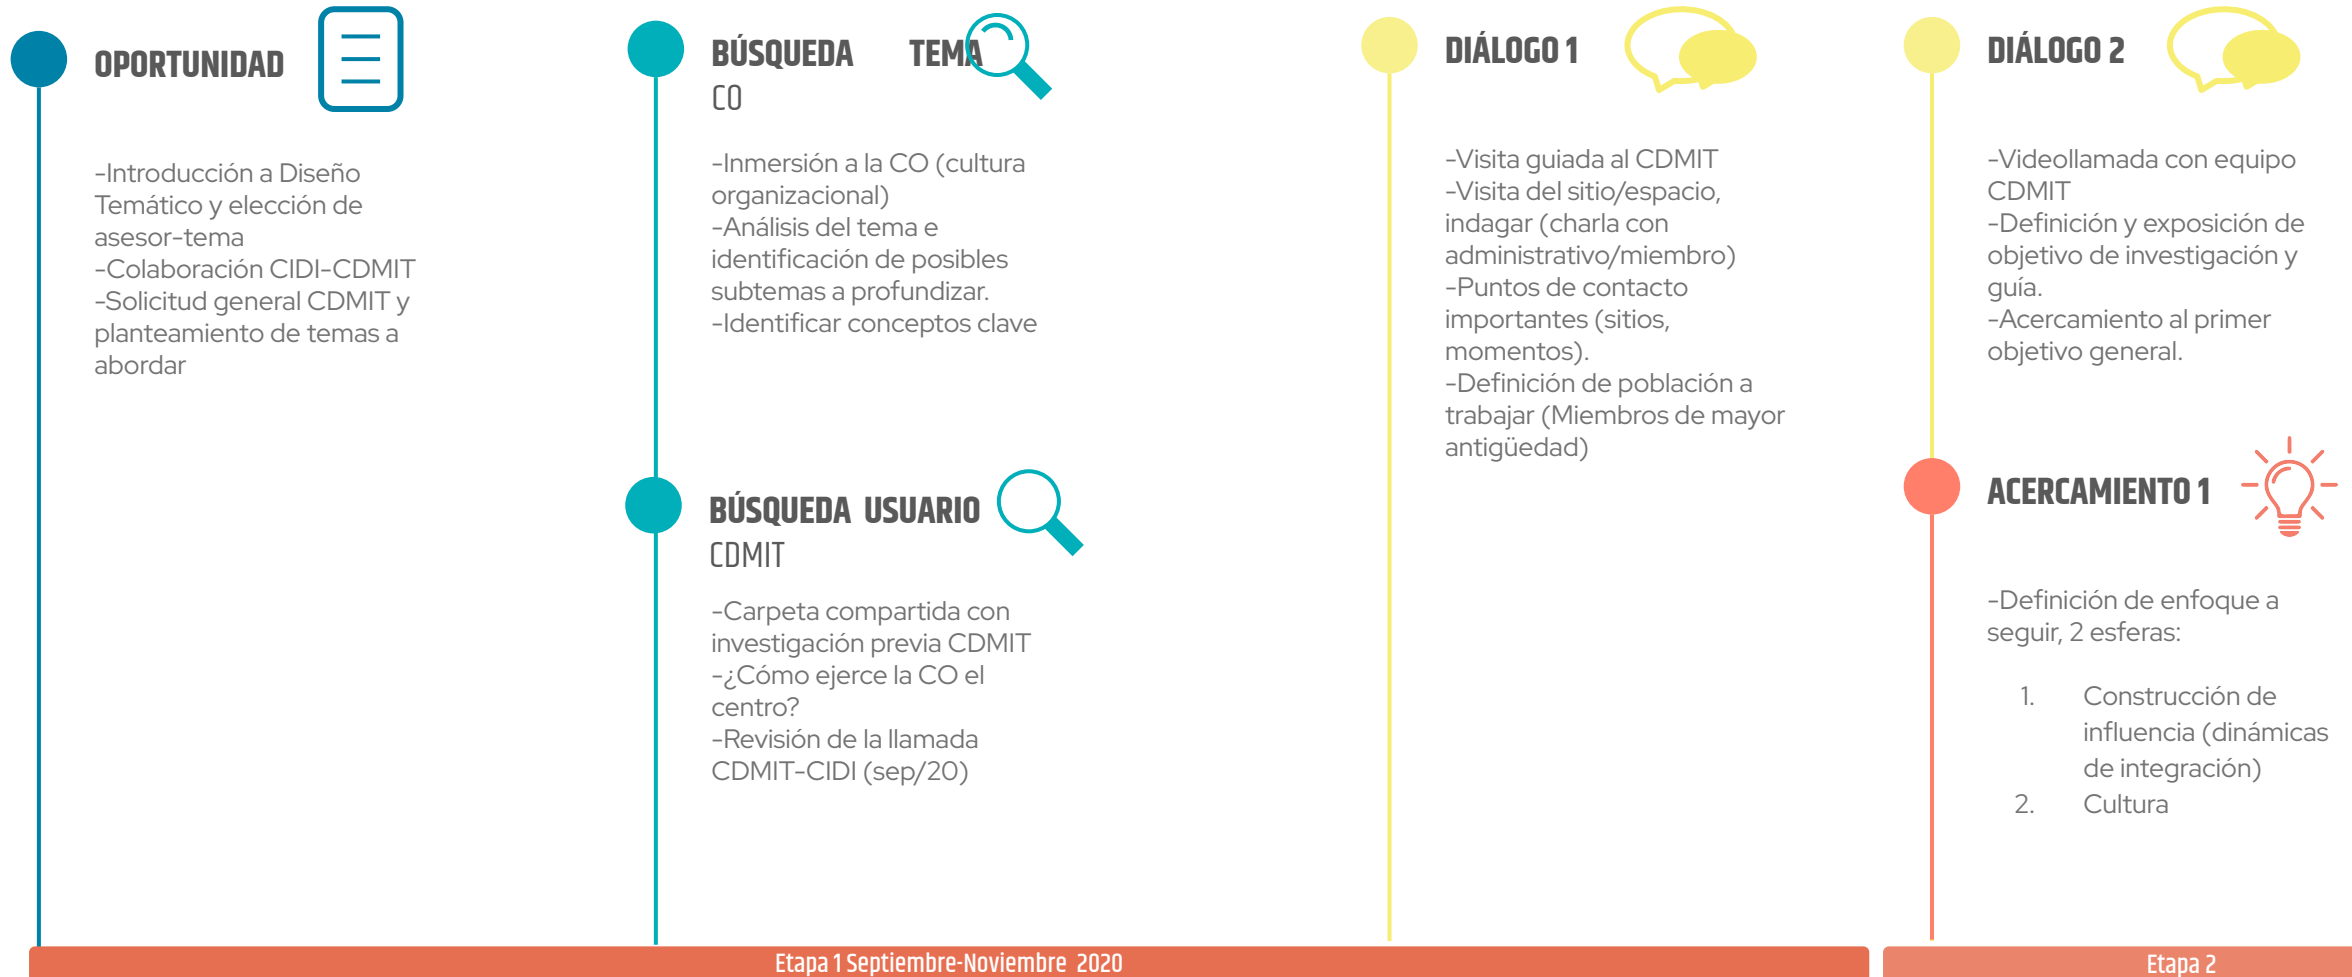 OPORTUNIDAD
-Introducción a Diseño
Temático y elección de
asesor-tema
-Colaboración CIDI-CDMIT
-Solicitud general CDMIT y
planteamiento de temas a
abordar
BÚSQUEDA TEMA
CO
-Inmersión a la CO (cultura
organizacional)
-Análisis del tema e
identificación de posibles
subtemas a profundizar.
-Identificar conceptos clave
BÚSQUEDA USUARIO
CDMIT
-Carpeta compartida con
investigación previa CDMIT
-¿Cómo ejerce la CO el
centro?
-Revisión de la llamada
CDMIT-CIDI (sep/20)
DIÁLOGO 1
-Visita guiada al CDMIT
-Visita del sitio/espacio,
indagar (charla con
administrativo/miembro)
-Puntos de contacto
importantes (sitios,
momentos).
-Definición de población a
trabajar (Miembros de mayor
antigüedad)
DIÁLOGO 2
-Videollamada con equipo
CDMIT
-Definición y exposición de
objetivo de investigación y
guía.
-Acercamiento al primer
objetivo general.
ACERCAMIENTO 1
-Definición de enfoque a
seguir, 2 esferas:
1. Construcción de
influencia (dinámicas
de integración)
2. Cultura
Etapa 1 Septiembre-Noviembre 2020
Etapa 2